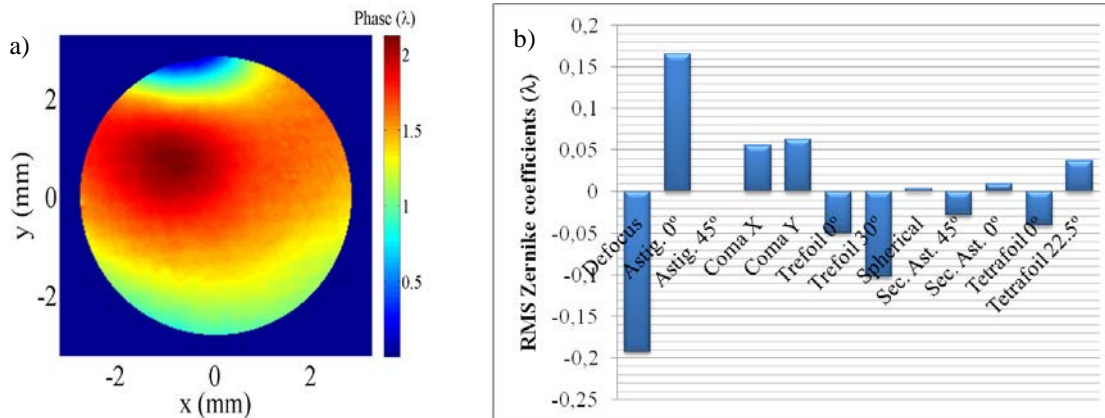 a)
Phase (λ)
2
1.5
1
0.5
2
0
-2
y (mm)
-2 0 2
x (mm)
b)
RMS Zernike coefficients (λ)
0,2
0,15
0,1
0,05
0
-0,05
-0,1
-0,15
-0,2
-0,25
Defocus
Astig. 0º
Astig. 45º
Coma X
Coma Y
Trefoil 0º
Trefoil 30º
Spherical
Sec. Ast. 45º
Sec. Ast. 0º
Tetrafoil 0º
Tetrafoil 22.5º